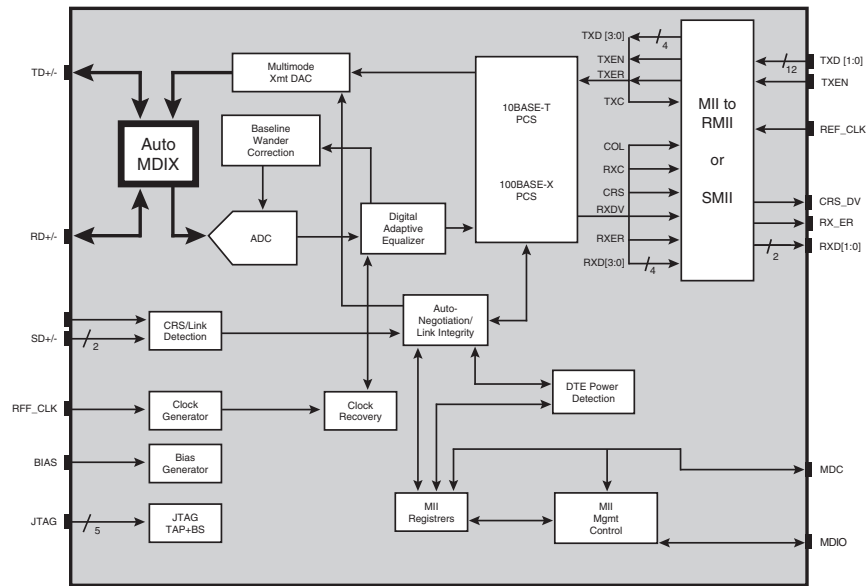 TD+/-
RD+/-
SD+/-
2
RFF_CLK
BIAS
JTAG
5
Auto
MDIX
Multimode
Xmt DAC
Baseline
Wander
Correction
ADC
Digital
Adaptive
Equalizer
10BASE-T
PCS
100BASE-X
PCS
TXD [3:0]
4
TXEN
TXER
TXC
COL
RXC
CRS
RXDV
RXER
RXD[3:0]
4
MII to
RMII
or
SMII
TXD [1:0]
12
TXEN
REF_CLK
CRS_DV
RX_ER
RXD[1:0]
2
CRS/Link
Detection
Auto-
Negotiation/
Link Integrity
Clock
Generator
Clock
Recovery
DTE Power
Detection
Bias
Generator
JTAG
TAP+BS
MII
Registrers
MII
Mgmt
Control
MDC
MDIO